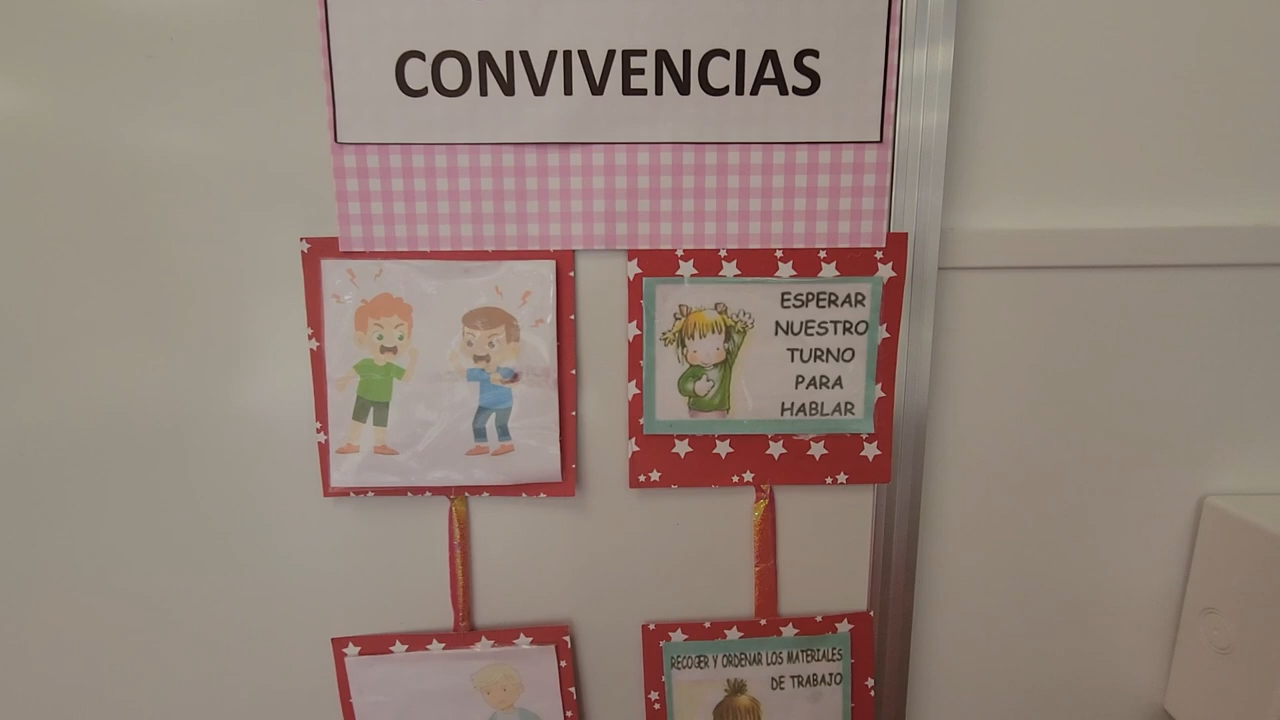 CONVIVENCIAS
ESPERAR
NUESTRO
TURNO
PARA
HABLAR
RECOGER Y ORDENAR LOS MATERIALES
DE TRABAJO